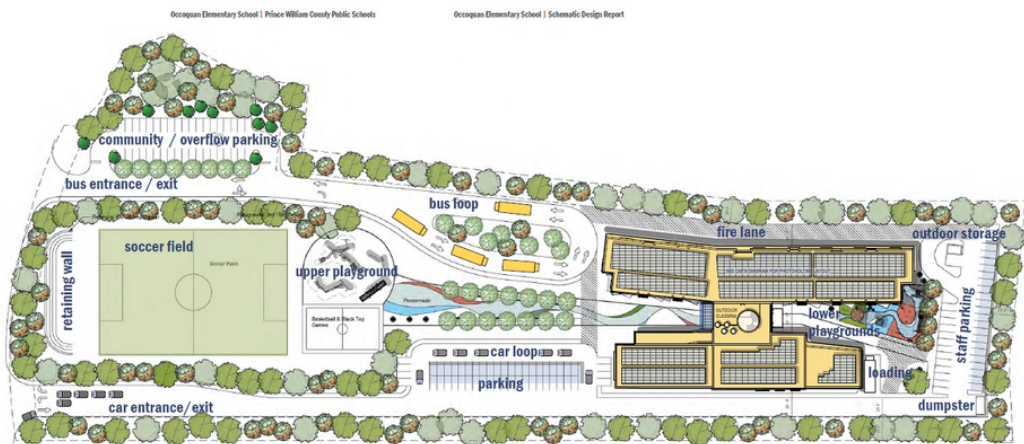 Occoquan Elementary School | Prince William County Public Schools
Occoquan Elementary School | Schematic Design Report
community / overflow parking
bus entrance / exit
bus loop
fire lane
outdoor storage
soccer field
Soccer Field
upper playground
retaining wall
Promenade
Basketball & Black Top
Games
OUTDOOR
CLASSRM
lower
playgrounds
staff parking
car loop
parking
loading
car entrance/exit
dumpster